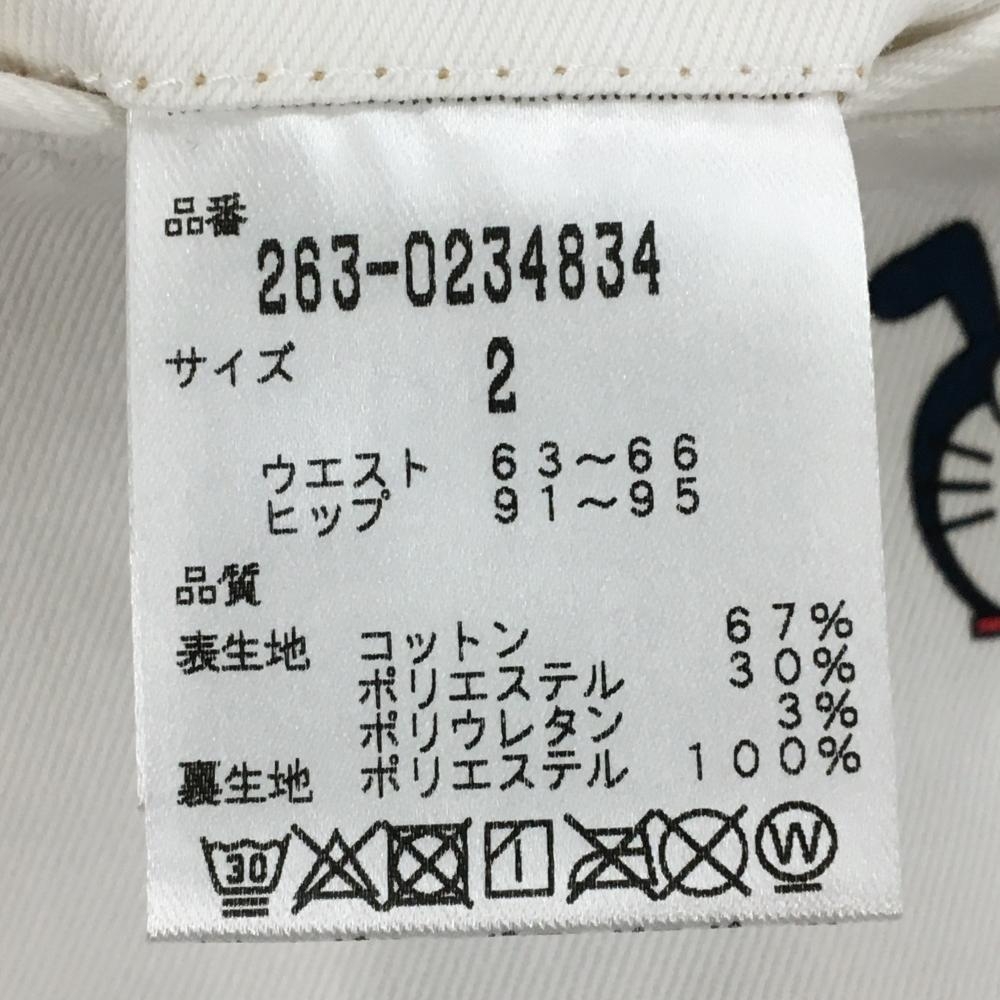 品番
263-0234834
サイズ 2
ウエスト 63～66
ヒップ 91～95
品質
表生地 コットン 67%
ポリエステル 30%
ポリウレタン 3%
裏生地 ポリエステル 100%
30 W